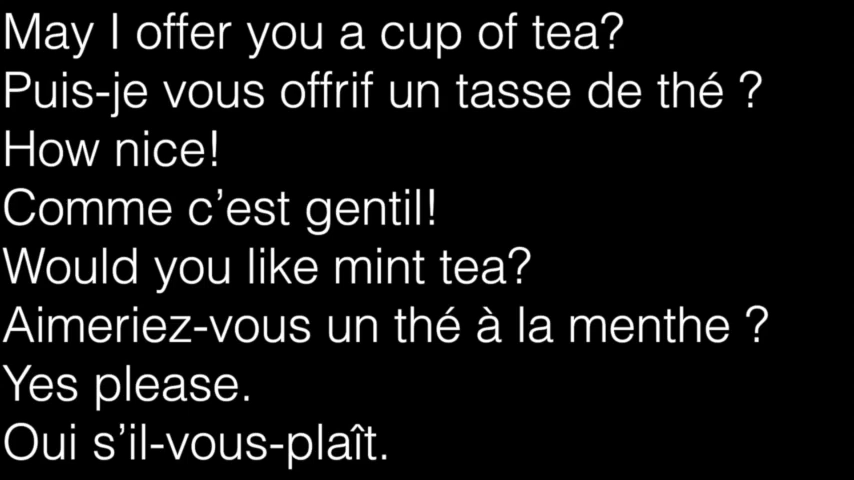 May I offer you a cup of tea?
Puis-je vous offrif un tasse de thé ?
How nice!
Comme c’est gentil!
Would you like mint tea?
Aimeriez-vous un thé à la menthe ?
Yes please.
Oui s’il-vous-plaît.